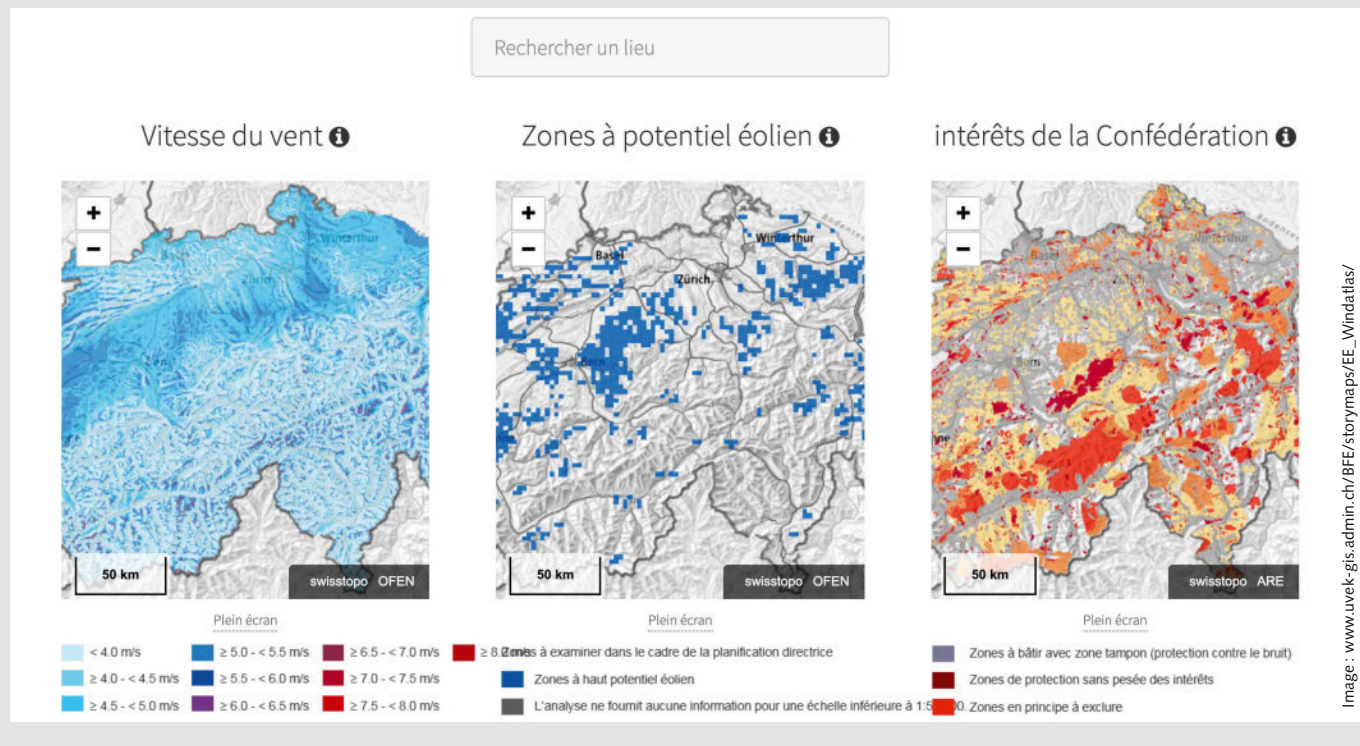 Rechercher un lieu
Vitesse du vent
Zones à potentiel éolien
intérêts de la Confédération
+
−
Winterthur
Basel
Zürich
Bern
50 km
swisstopo OFEN
Plein écran
< 4.0 m/s
≥ 4.0 - < 4.5 m/s
≥ 4.5 - < 5.0 m/s
≥ 5.0 - < 5.5 m/s
≥ 5.5 - < 6.0 m/s
≥ 6.0 - < 6.5 m/s
≥ 6.5 - < 7.0 m/s
≥ 7.0 - < 7.5 m/s
≥ 7.5 - < 8.0 m/s
≥ 8.0 m/s
+
−
Winterthur
Basel
Zürich
Bern
50 km
swisstopo OFEN
Plein écran
Zones à examiner dans le cadre de la planification directrice
Zones à haut potentiel éolien
L'analyse ne fournit aucune information pour une échelle inférieure à
+
−
Winterthur
Basel
Zürich
Bern
50 km
swisstopo ARE
Plein écran
Zones à bâtir avec zone tampon (protection contre le bruit)
Zones de protection sans pesée des intérêts
Zones en principe à exclure
Image : www.uvek-gis.admin.ch/BFE/storymaps/EE_Windatlas/